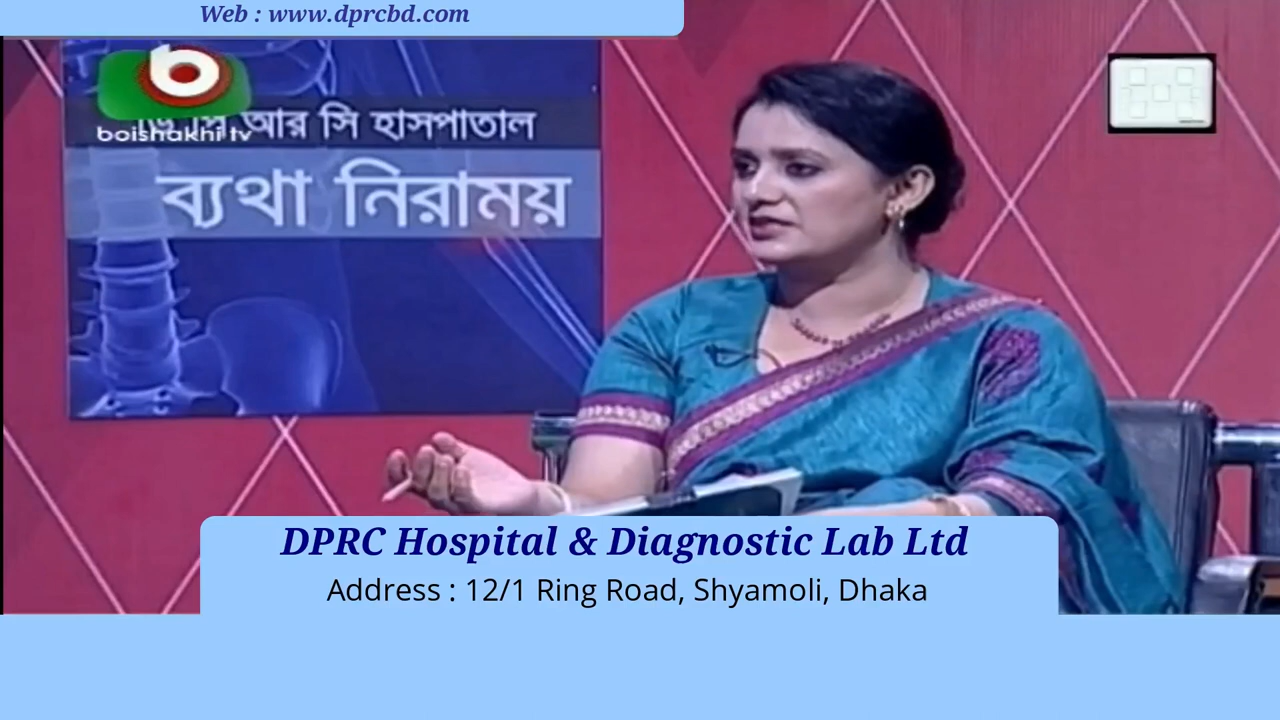 Web : www.dprcbd.com
boishakhi tv
পি আর সি হাসপাতাল
ব্যথা নিরাময়
DPRC Hospital & Diagnostic Lab Ltd
Address : 12/1 Ring Road, Shyamoli, Dhaka